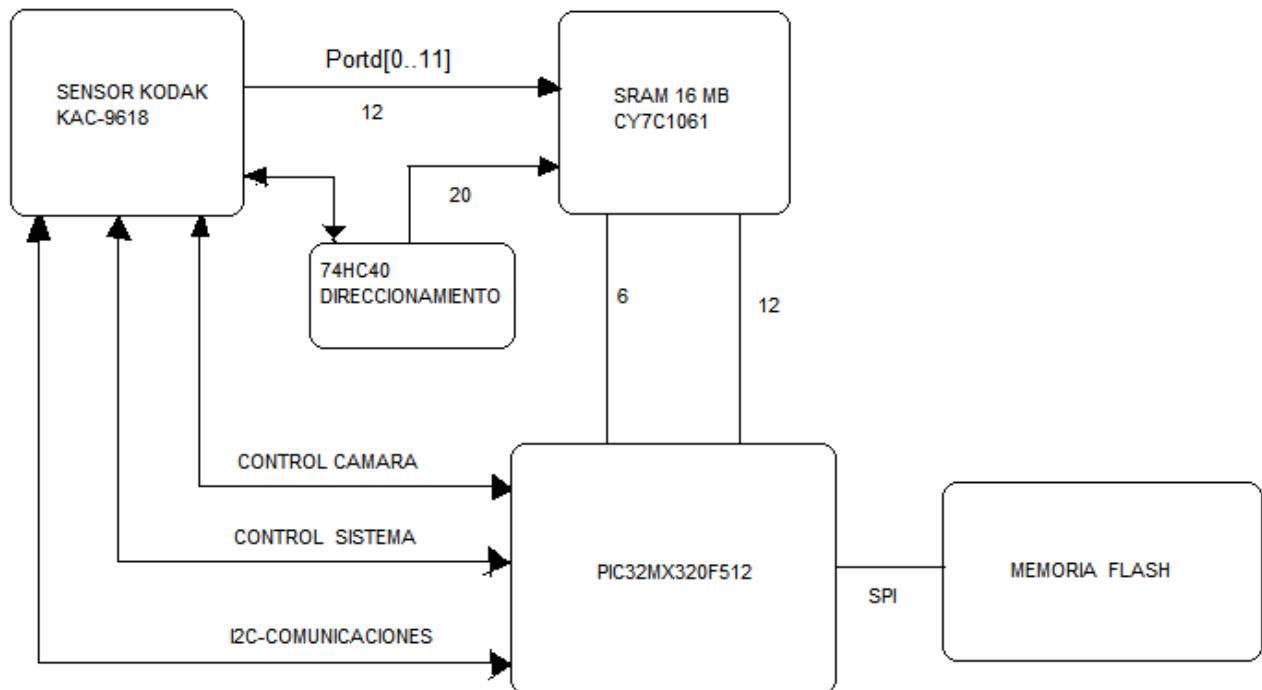 SENSOR KODAK
KAC-9618
Portd[0..11]
12
SRAM 16 MB
CY7C1061
20
74HC40
DIRECCIONAMIENTO
6
12
CONTROL CAMARA
CONTROL SISTEMA
I2C-COMUNICACIONES
PIC32MX320F512
SPI
MEMORIA FLASH